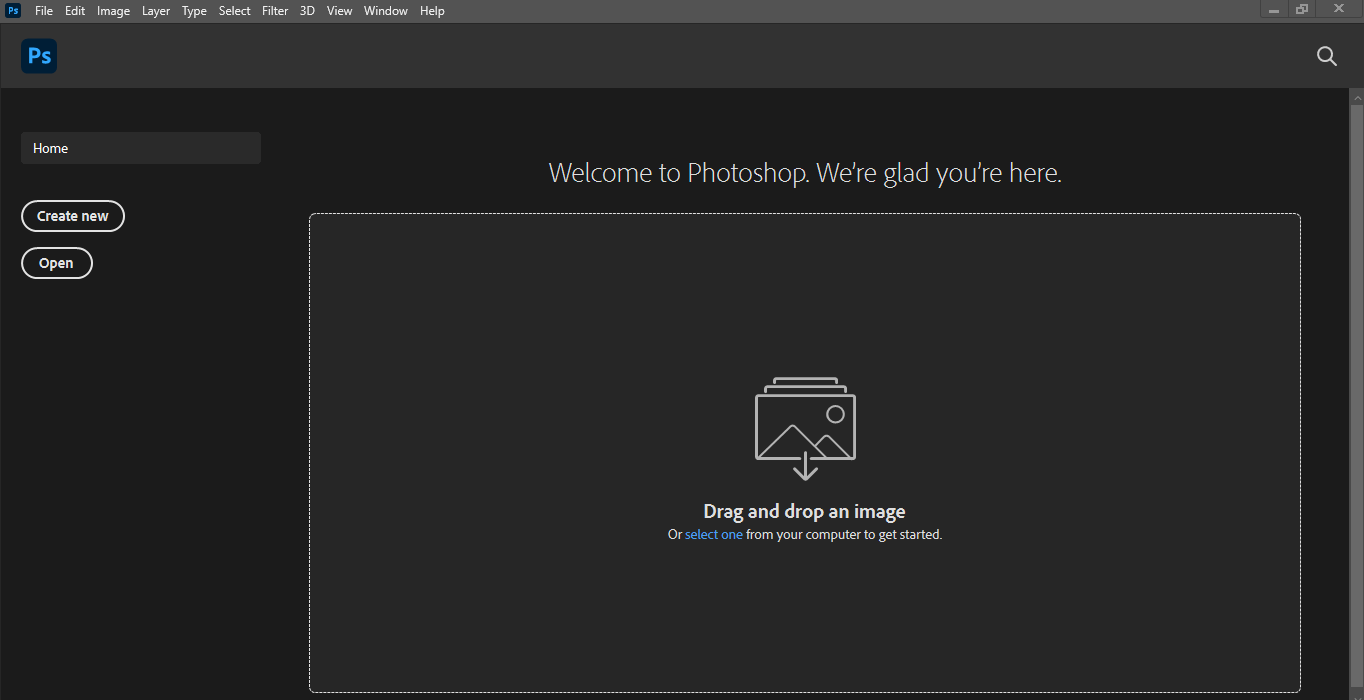 Ps File Edit Image Layer Type Select Filter 3D View Window Help
Ps
Home
Welcome to Photoshop. We’re glad you’re here.
Create new
Open
Drag and drop an image
Or select one from your computer to get started.